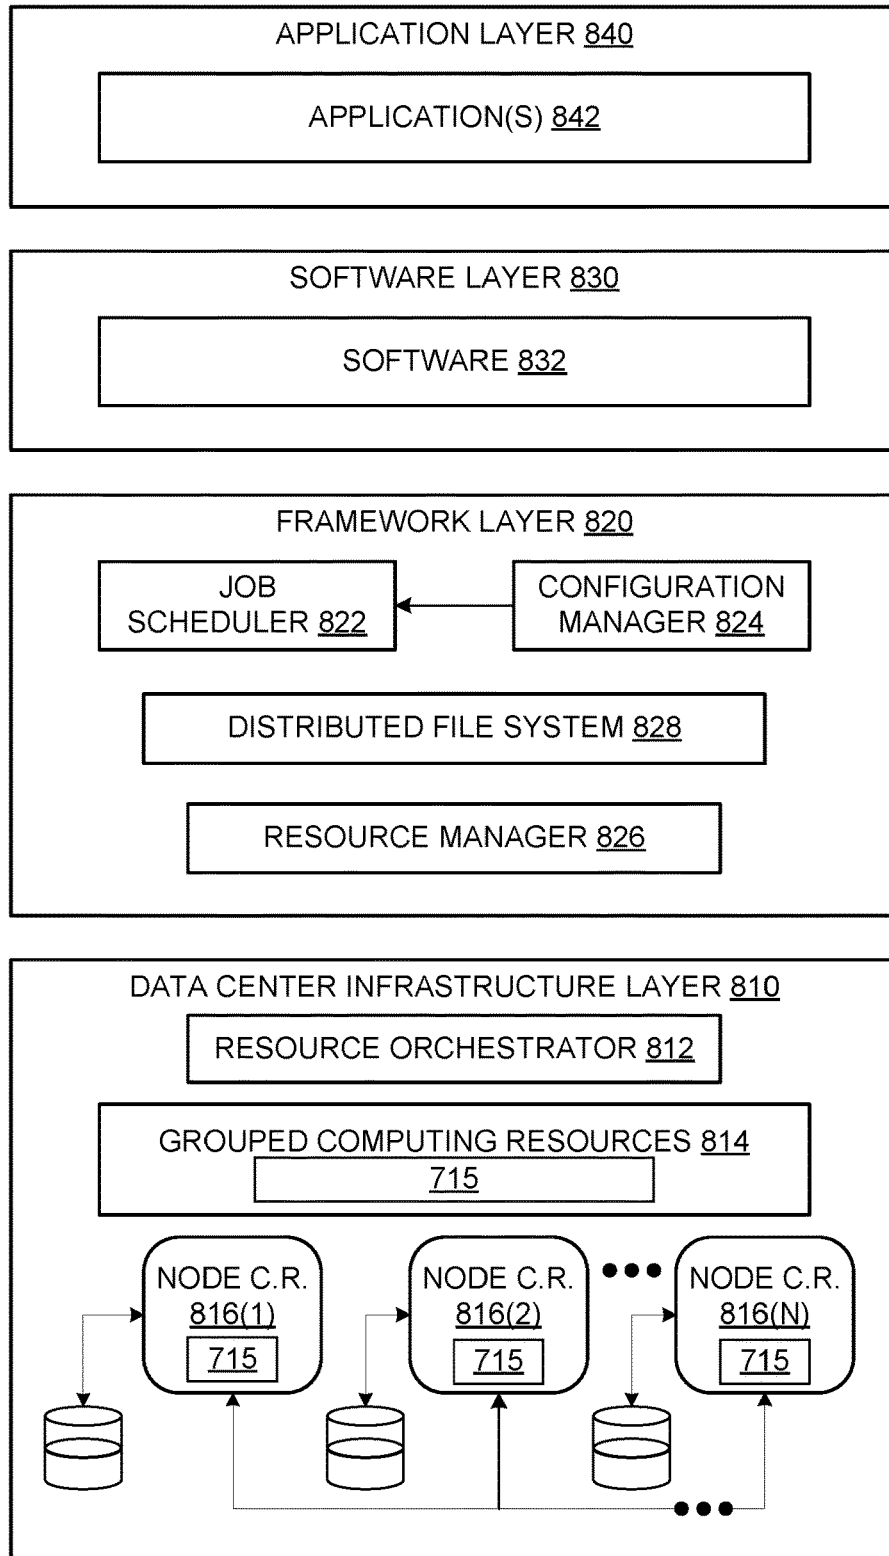 APPLICATION LAYER 840
APPLICATION(S) 842
SOFTWARE LAYER 830
SOFTWARE 832
FRAMEWORK LAYER 820
JOB
SCHEDULER 822
CONFIGURATION
MANAGER 824
DISTRIBUTED FILE SYSTEM 828
RESOURCE MANAGER 826
DATA CENTER INFRASTRUCTURE LAYER 810
RESOURCE ORCHESTRATOR 812
GROUPED COMPUTING RESOURCES 814
715
NODE C.R.
816(1)
715
NODE C.R.
816(2)
715
NODE C.R.
816(N)
715